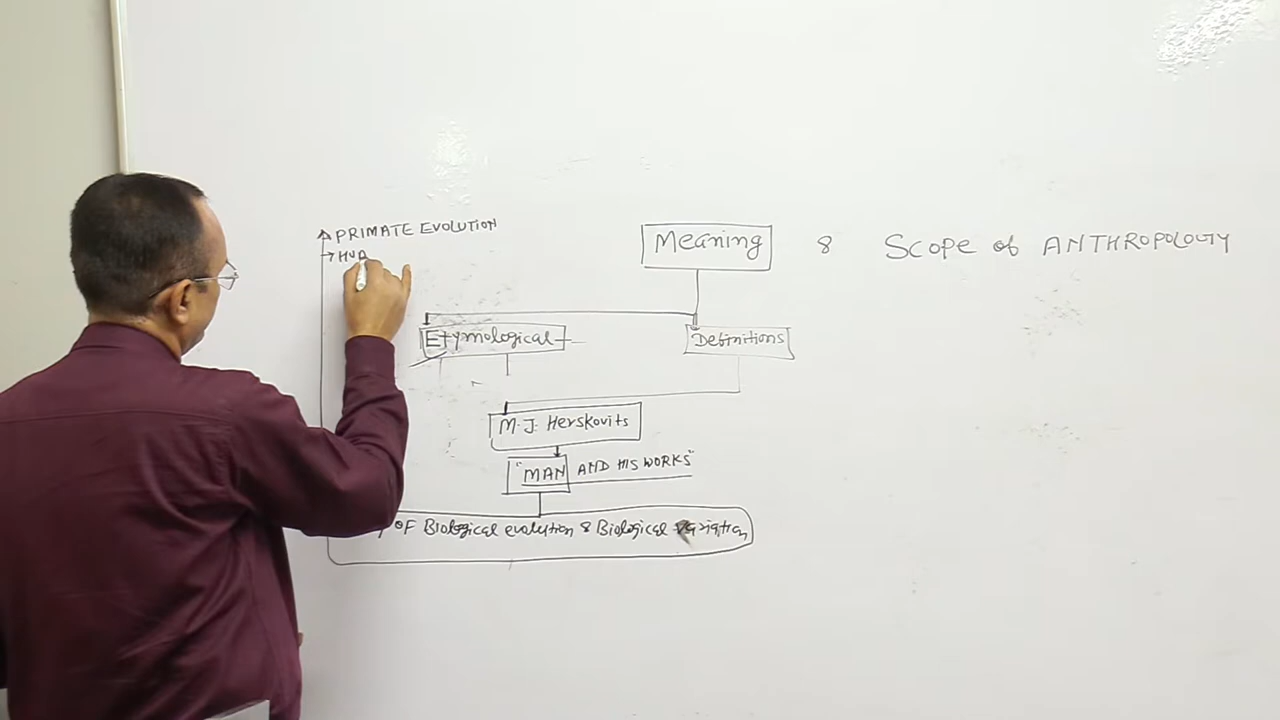 PRIMATE EVOLUTION
Meaning & Scope of ANTHROPOLOGY
Etymological
Definitions
M.J. Herskovits
"MAN AND HIS WORKS"
OF Biological evolution & Biological variation